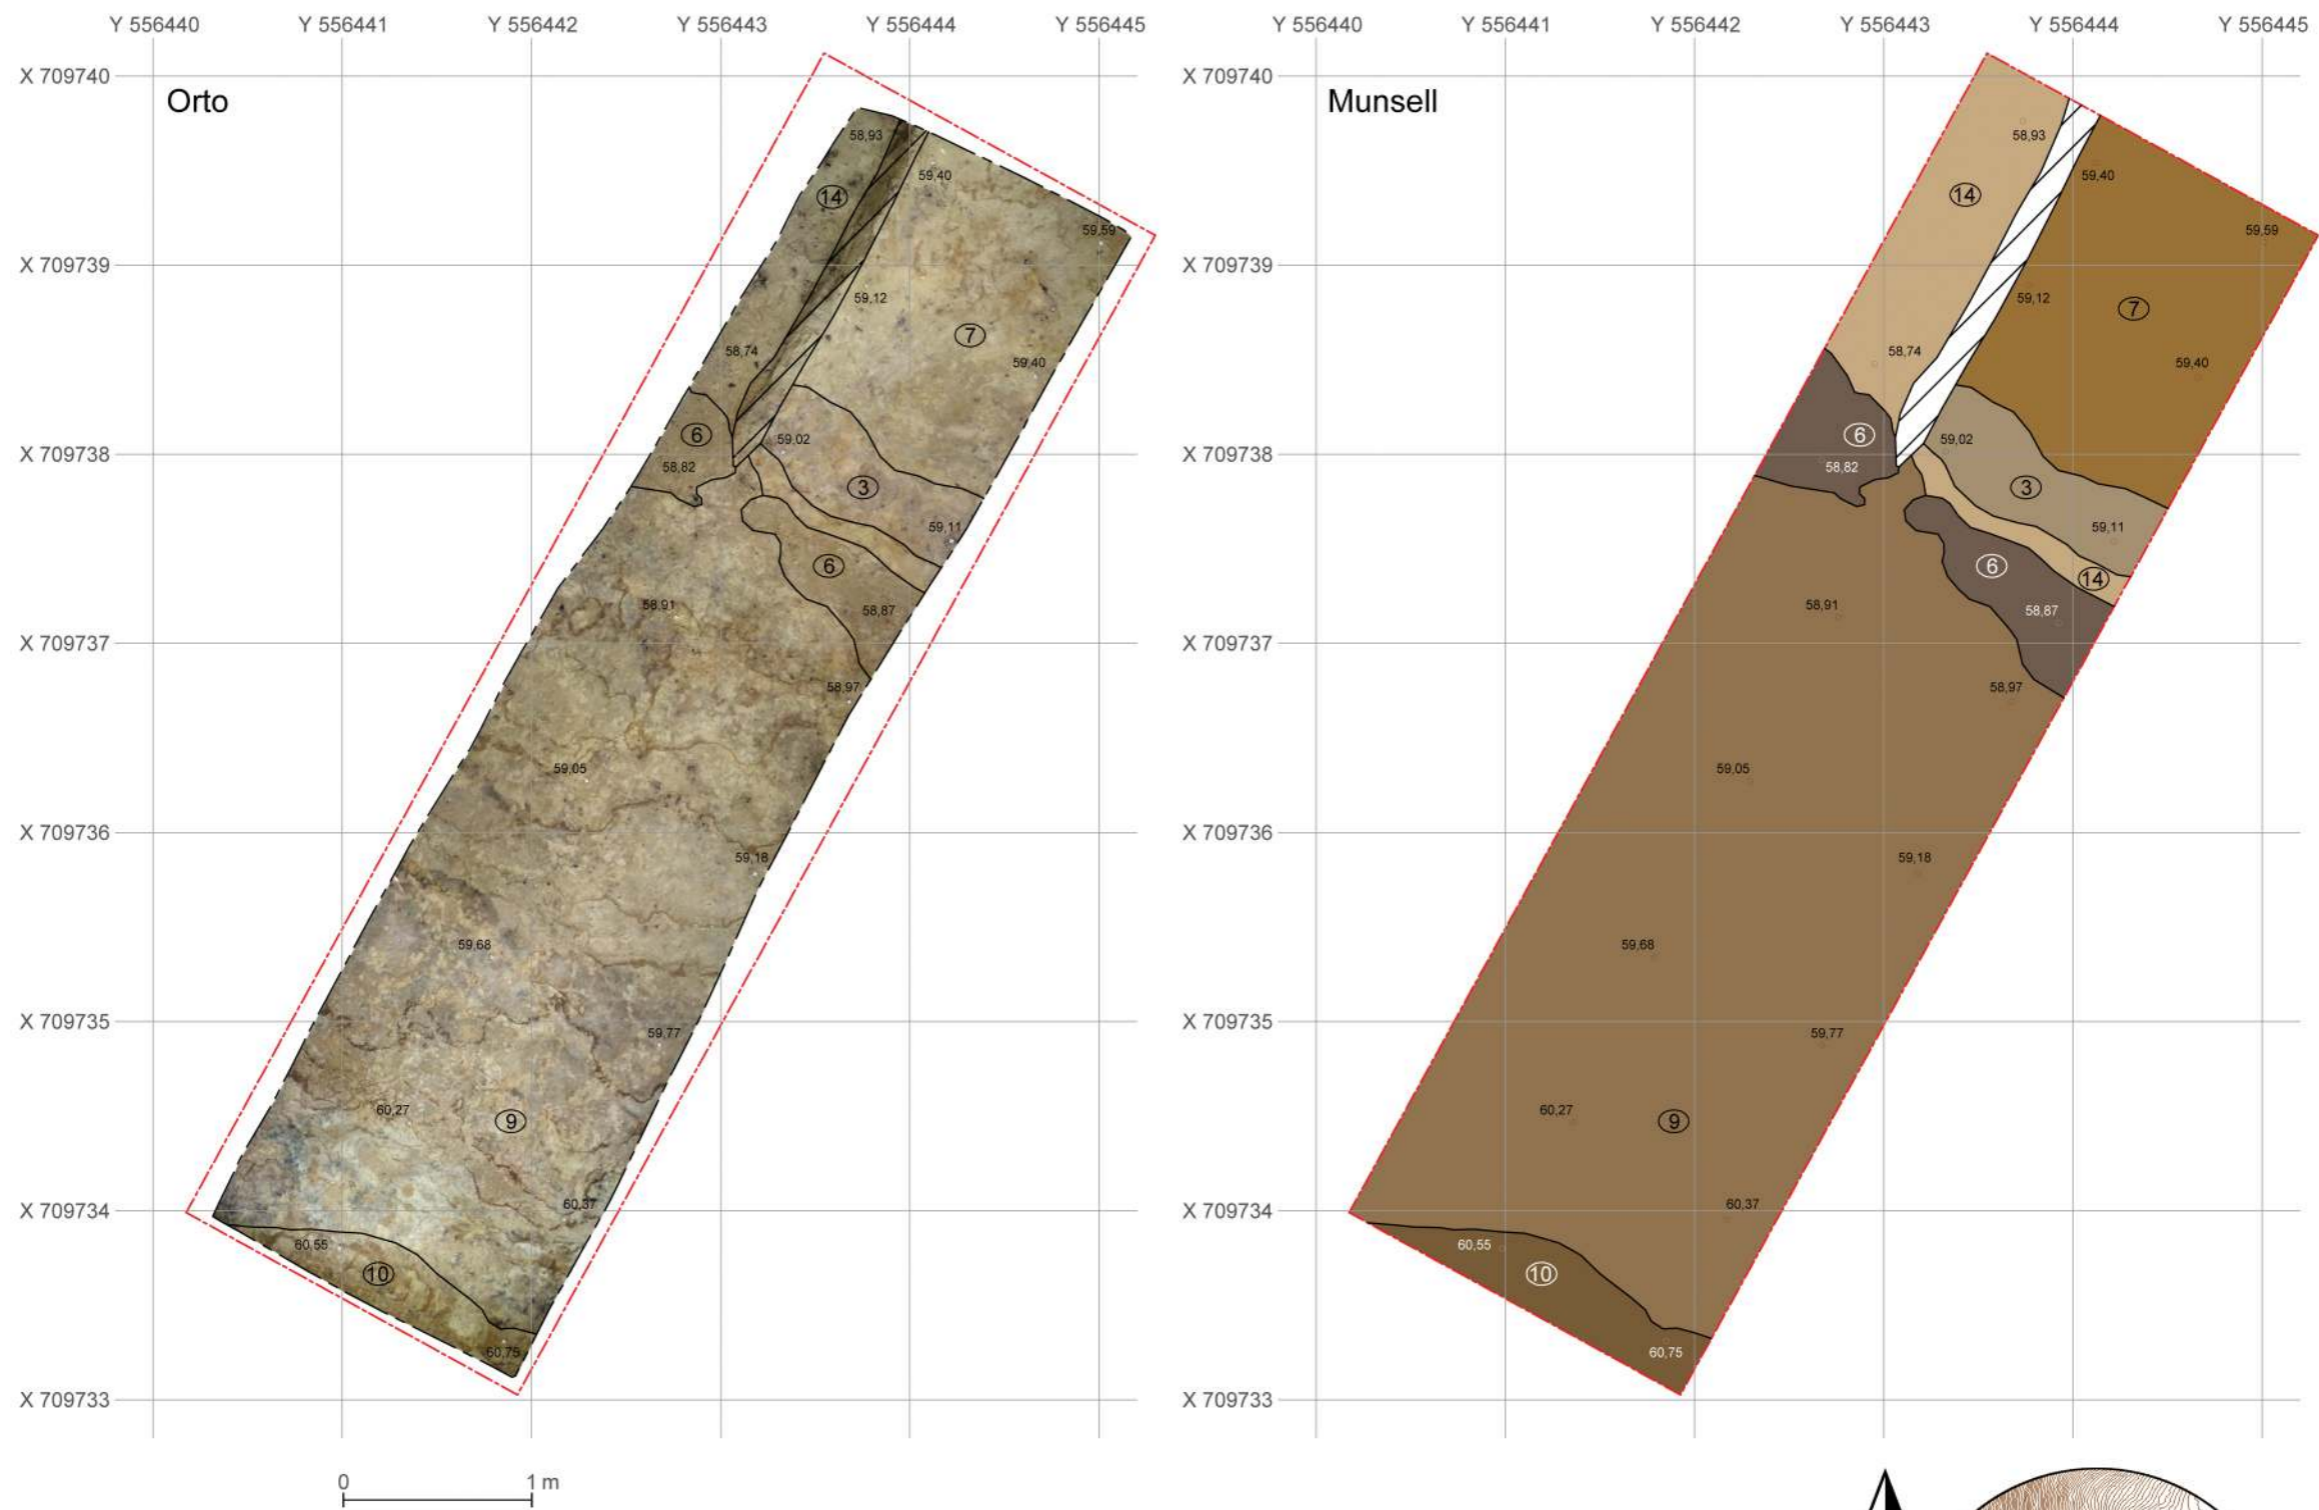 Y 556440 Y 556441 Y 556442 Y 556443 Y 556444 Y 556445
X 709740
Orto
58,93
14
59,40
59,59
X 709739
59,12
7
58,74
59,40
6
59,02
X 709738
58,82
3
59,11
6
58,91
58,87
X 709737
58,97
59,05
X 709736
59,18
59,68
X 709735
59,77
60,27
9
60,37
X 709734
60,55
10
60,75
X 709733
0 1 m
Y 556440 Y 556441 Y 556442 Y 556443 Y 556444 Y 556445
X 709740
Munsell
58,93
14
59,40
59,59
X 709739
59,12
7
58,74
59,40
6
59,02
X 709738
58,82
3
59,11
6
14
58,91
58,87
X 709737
58,97
59,05
X 709736
59,18
59,68
X 709735
59,77
60,27
9
60,37
X 709734
60,55
10
60,75
X 709733